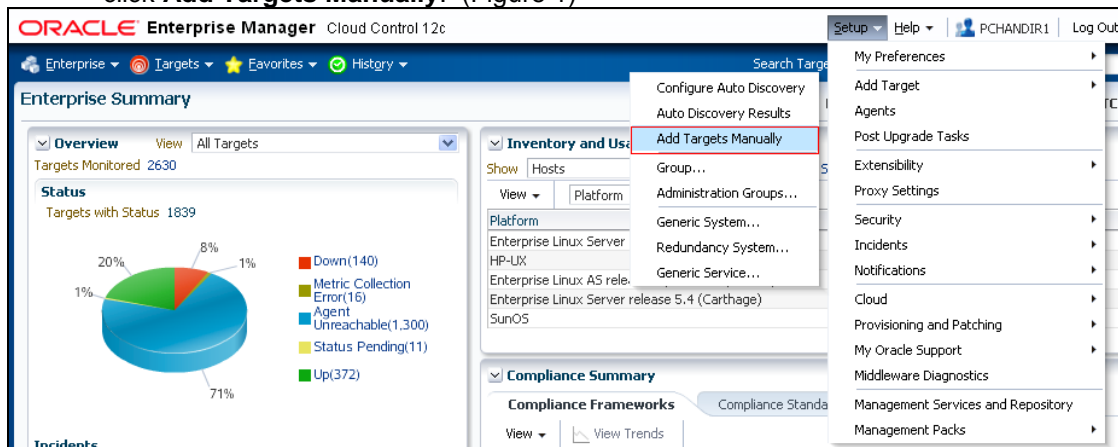 click Add Targets Manually. (Figure 1)
ORACLE Enterprise Manager Cloud Control 12c
Setup Help PCHANDIR1 Log Out
Enterprise Targets Favorites History
Search Targe
Enterprise Summary
Overview View All Targets
Targets Monitored 2630
Status
Targets with Status 1839
20%
8%
1%
1%
71%
Down(140)
Metric Collection
Error(16)
Agent
Unreachable(1,300)
Status Pending(11)
Up(372)
Incidents
Inventory and Usa
Show Hosts
View Platform
Platform
Enterprise Linux Server
HP-UX
Enterprise Linux AS rele
Enterprise Linux Server release 5.4 (Carthage)
SunOS
Compliance Summary
Compliance Frameworks Compliance Standa
View View Trends
Configure Auto Discovery
Auto Discovery Results
Add Targets Manually
Group...
Administration Groups...
Generic System...
Redundancy System...
Generic Service...
My Preferences
Add Target
Agents
Post Upgrade Tasks
Extensibility
Proxy Settings
Security
Incidents
Notifications
Cloud
Provisioning and Patching
My Oracle Support
Middleware Diagnostics
Management Services and Repository
Management Packs